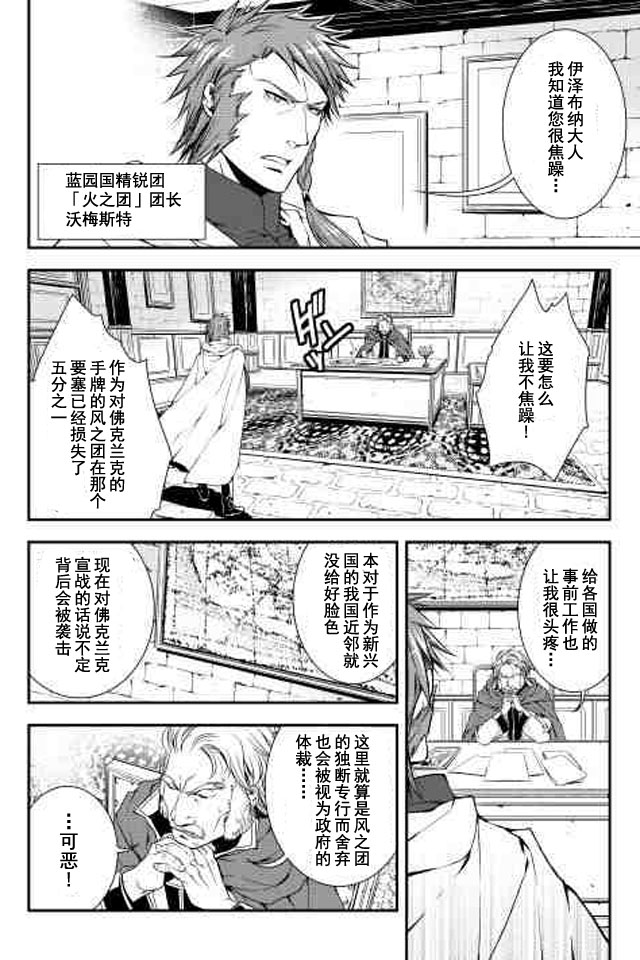 伊泽布纳大人
我知道您很
焦躁…
蓝园国精锐团
「火之团」团长
沃梅斯特
这要怎么
让我不焦躁！
ギギン
作为对佛克兰克的
手牌的风之团在那个
要塞已经损失了
五分之一
给各国做的
事前工作也
让我很头疼…
本对于作为新兴
国的我国近邻就
没给好脸色
现在对佛克兰克
宣战的话说不定
背后会被袭击
这里就算是风之团
的独断专行而舍弃
也会被视为政府的
体裁……
…可恶！